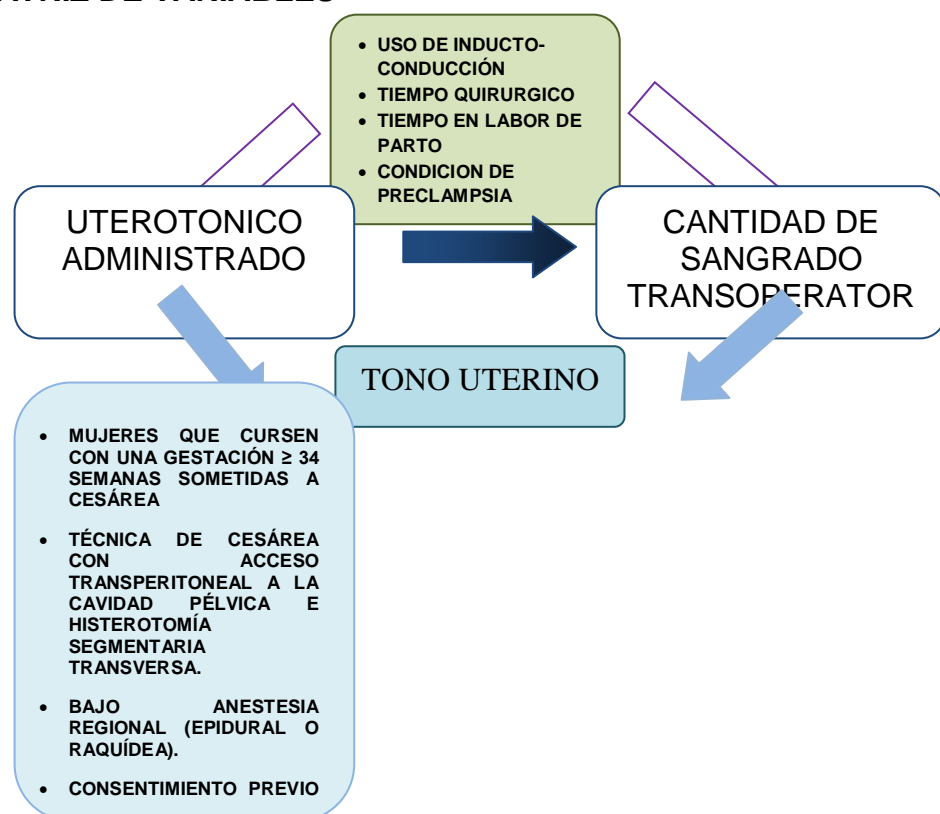 • USO DE INDUCTO-
CONDUCCIÓN
• TIEMPO QUIRURGICO
• TIEMPO EN LABOR DE
PARTO
• CONDICION DE
PRECLAMPSIA
UTEROTONICO
ADMINISTRADO
CANTIDAD DE
SANGRADO
TRANSOPERATOR
TONO UTERINO
• MUJERES QUE CURSEN
CON UNA GESTACIÓN ≥ 34
SEMANAS SOMETIDAS A
CESÁREA
• TÉCNICA DE CESÁREA
CON ACCESO
TRANSPERITONEAL A LA
CAVIDAD PÉLVICA E
HISTEROTOMÍA
SEGMENTARIA
TRANSVERSA.
• BAJO ANESTESIA
REGIONAL (EPIDURAL O
RAQUÍDEA).
• CONSENTIMIENTO PREVIO